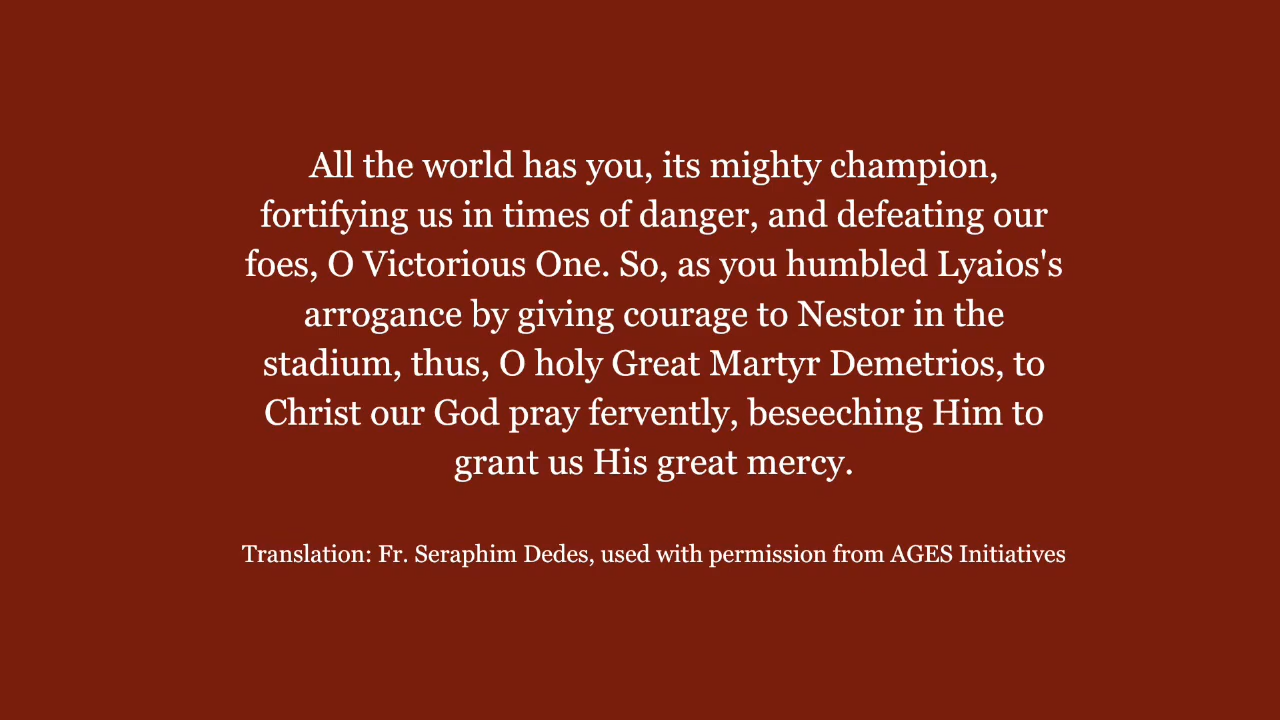 All the world has you, its mighty champion,
fortifying us in times of danger, and defeating our
foes, O Victorious One. So, as you humbled Lyaios's
arrogance by giving courage to Nestor in the
stadium, thus, O holy Great Martyr Demetrios, to
Christ our God pray fervently, beseeching Him to
grant us His great mercy.
Translation: Fr. Seraphim Dedes, used with permission from AGES Initiatives